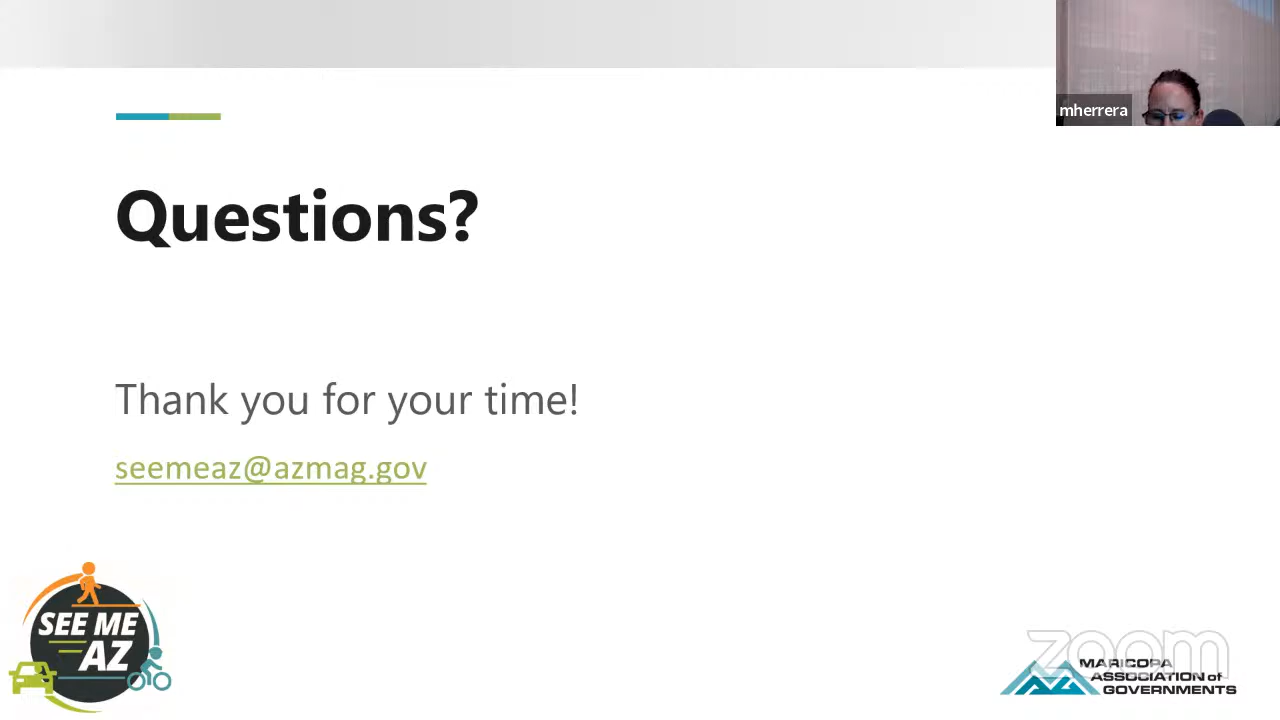 mherrera
Questions?
Thank you for your time!
seemeaz@azmag.gov
SEE ME
AZ
zoom
MARICOPA
ASSOCIATION of
GOVERNMENTS